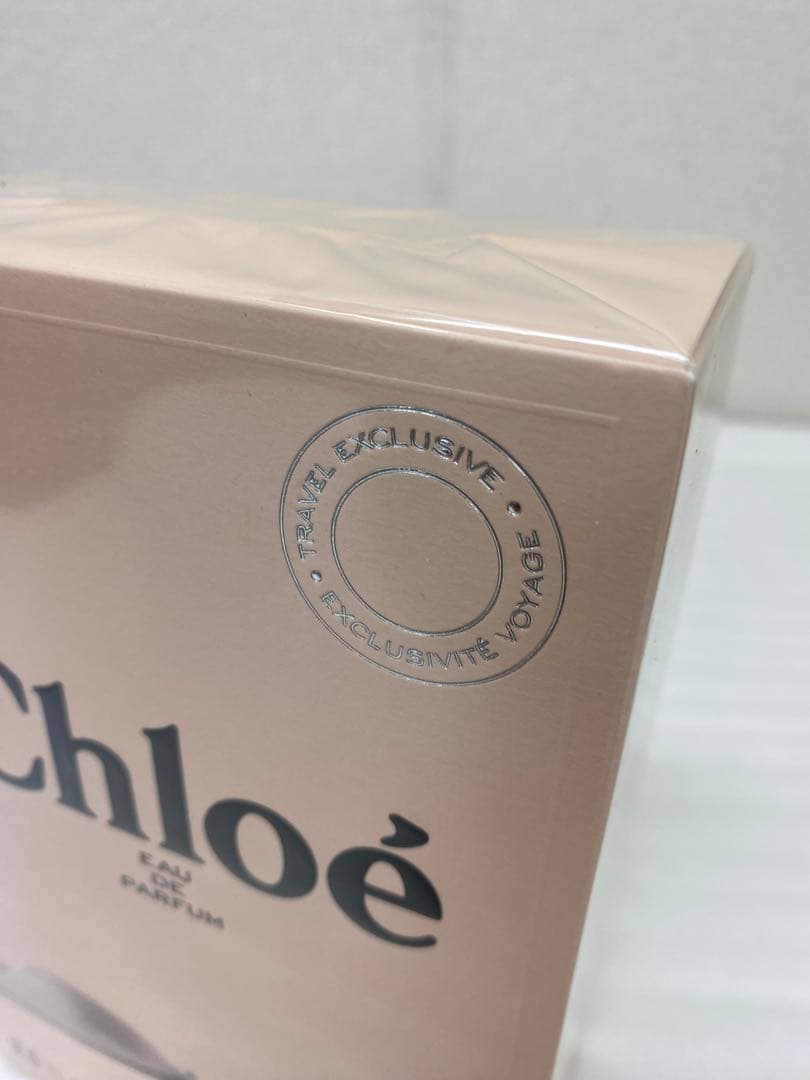 TRAVEL EXCLUSIVE •
EXCLUSIVITÉ VOYAGE •
Chloé
EAU
DE
PARFUM